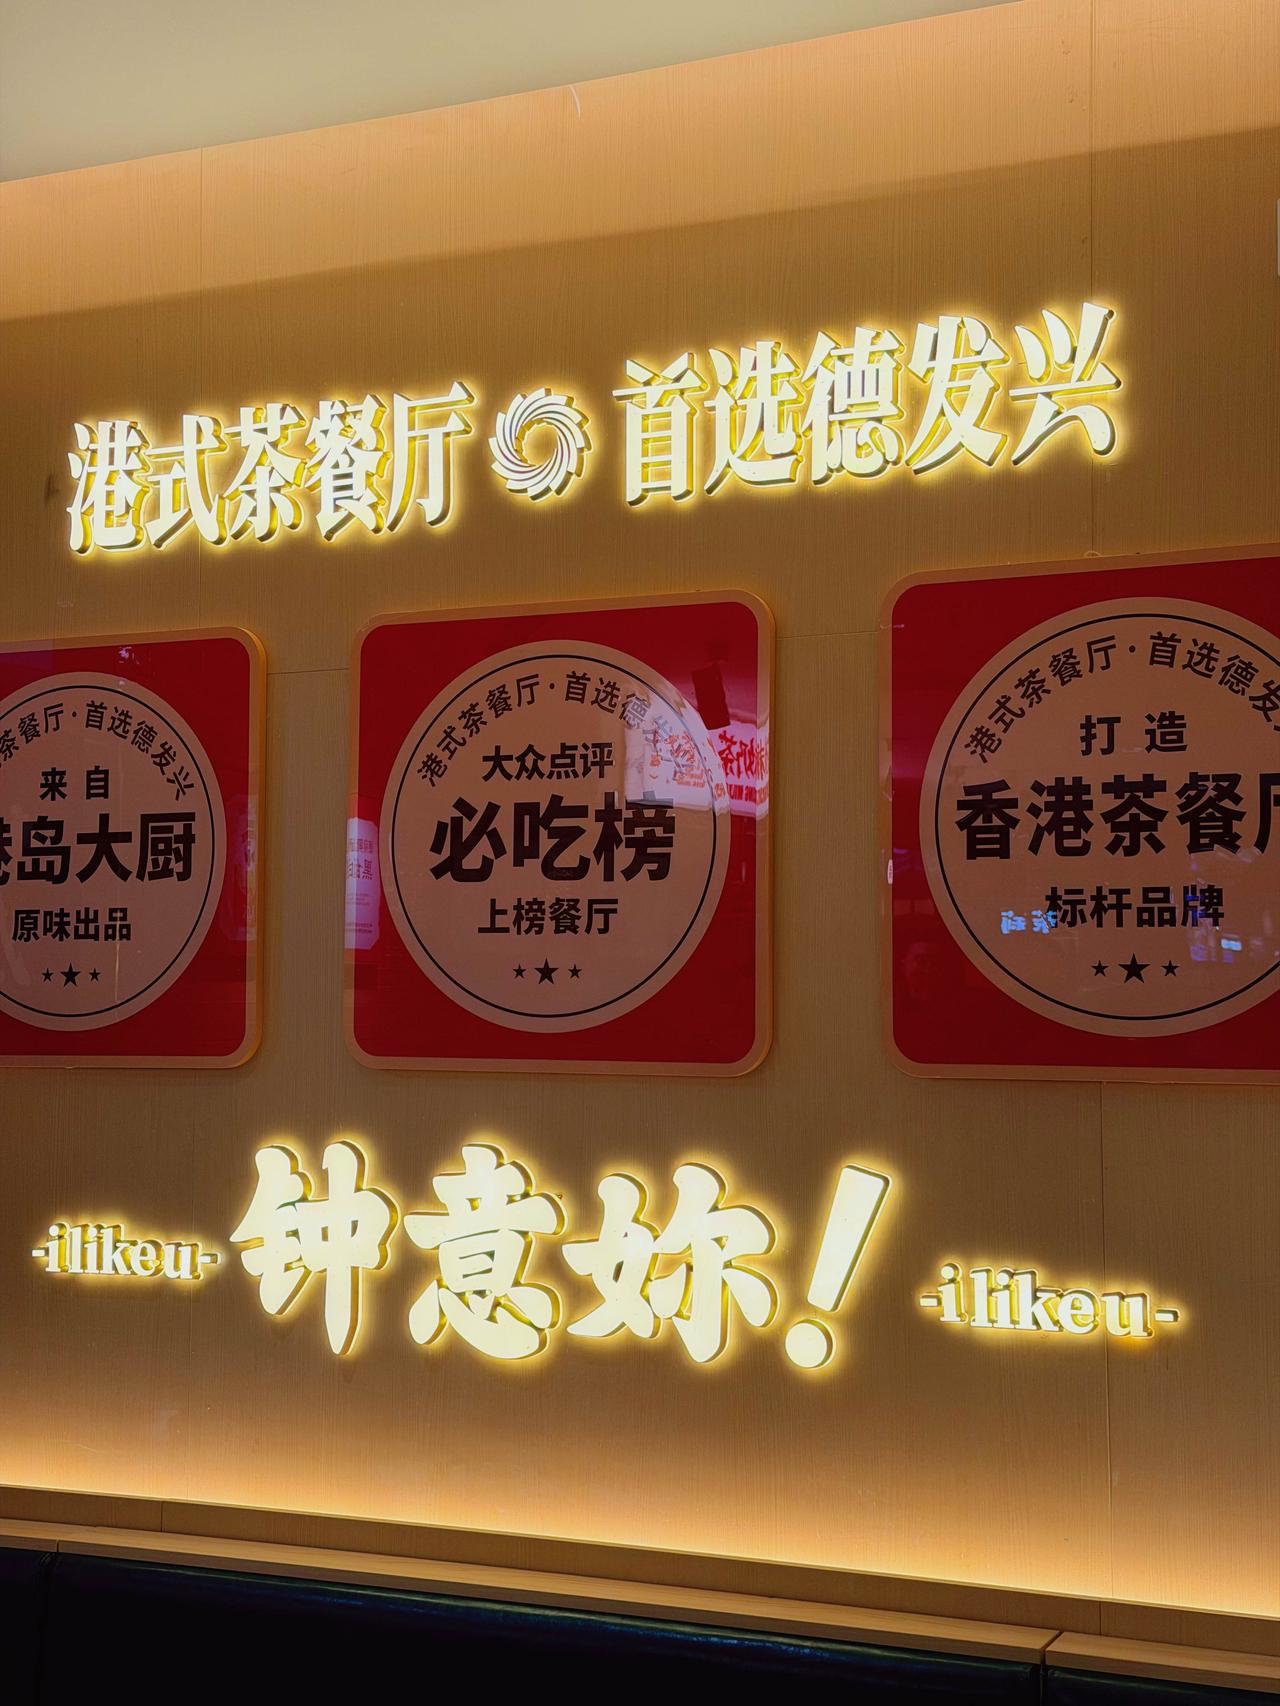 港式茶餐厅 首选德发兴
茶餐厅·首选德发兴
来自
港岛大厨
原味出品
港式茶餐厅·首选德发
大众点评
必吃榜
上榜餐厅
港式茶餐厅·首选德发
打造
香港茶餐厅
标杆品牌
-ilikeu-
钟意妳!
-ilikeu-